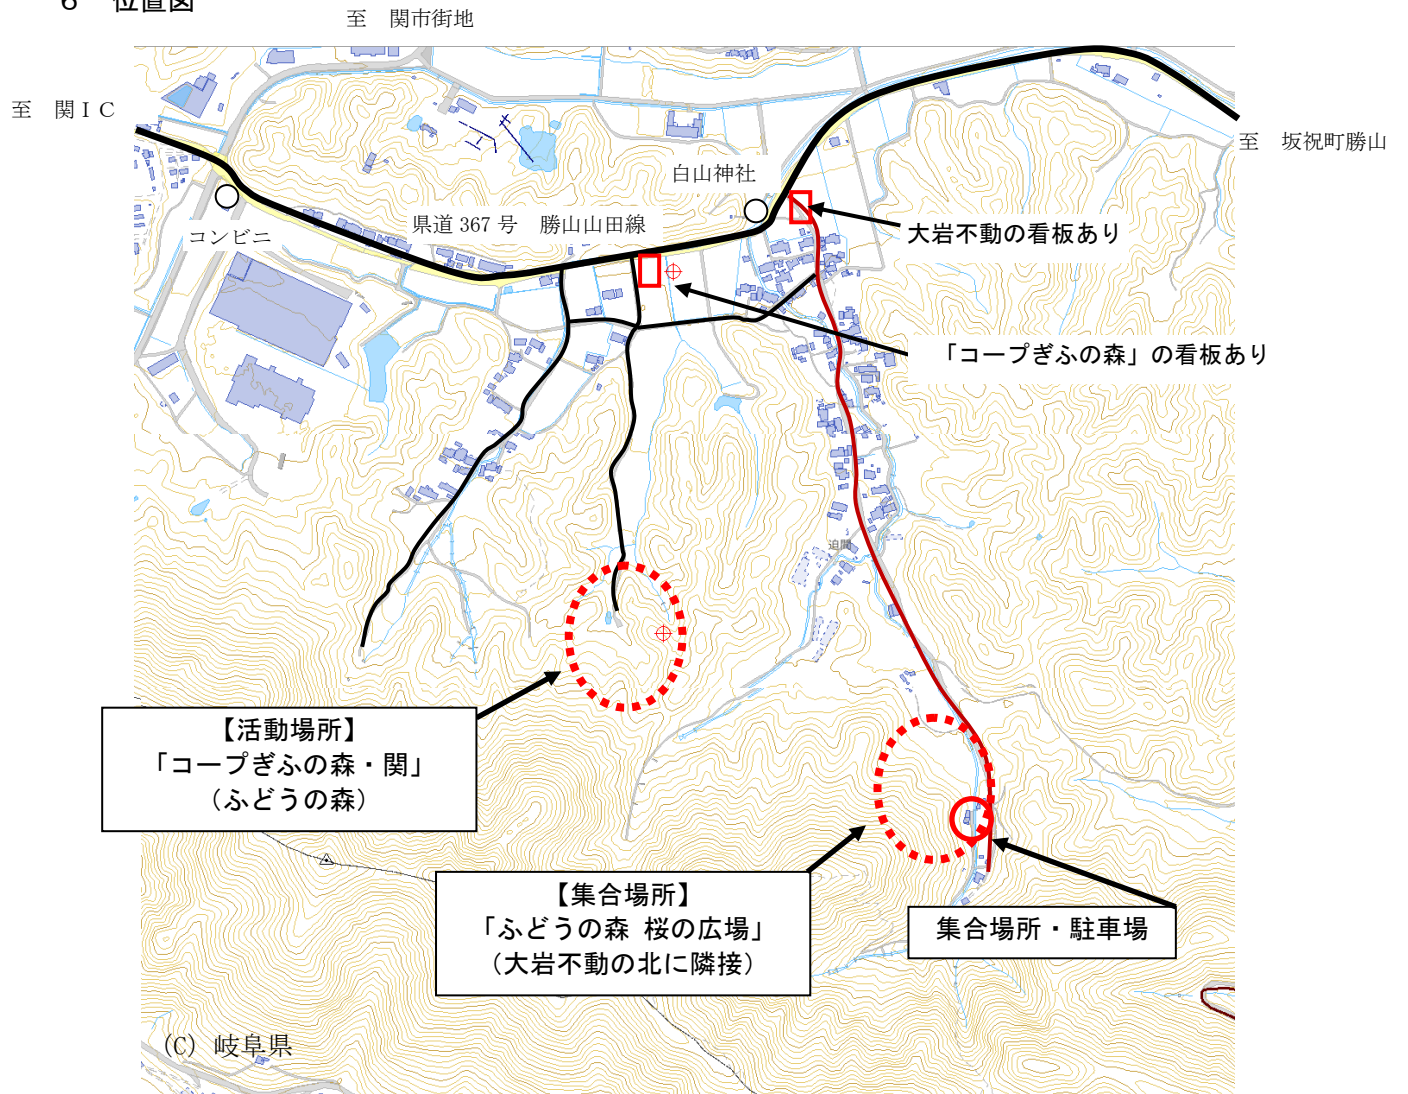 6 位置図
至 関市街地
至 関IC
至 坂祝町勝山
白山神社
県道367号 勝山山田線
大岩不動の看板あり
コンビニ
「コープぎふの森」の看板あり
迫間
【活動場所】
「コープぎふの森・関」
（ふどうの森）
【集合場所】
「ふどうの森 桜の広場」
（大岩不動の北に隣接）
集合場所・駐車場
(C) 岐阜県